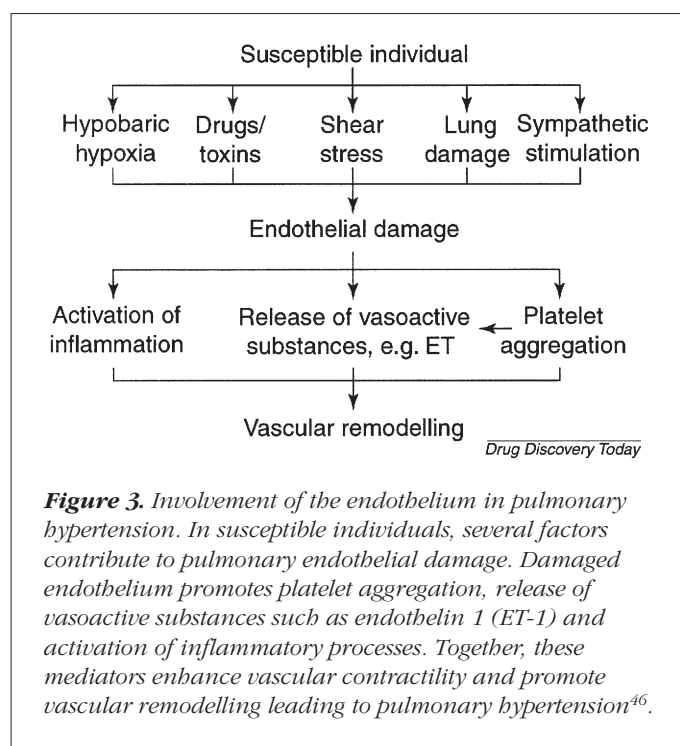 Susceptible individual
Hypobaric hypoxia
Drugs/ toxins
Shear stress
Lung damage
Sympathetic stimulation
Endothelial damage
Activation of inflammation
Release of vasoactive substances, e.g. ET
Platelet aggregation
Vascular remodelling
Drug Discovery Today
Figure 3. Involvement of the endothelium in pulmonary
hypertension. In susceptible individuals, several factors
contribute to pulmonary endothelial damage. Damaged
endothelium promotes platelet aggregation, release of
vasoactive substances such as endothelin 1 (ET-1) and
activation of inflammatory processes. Together, these
mediators enhance vascular contractility and promote
vascular remodelling leading to pulmonary hypertension46.